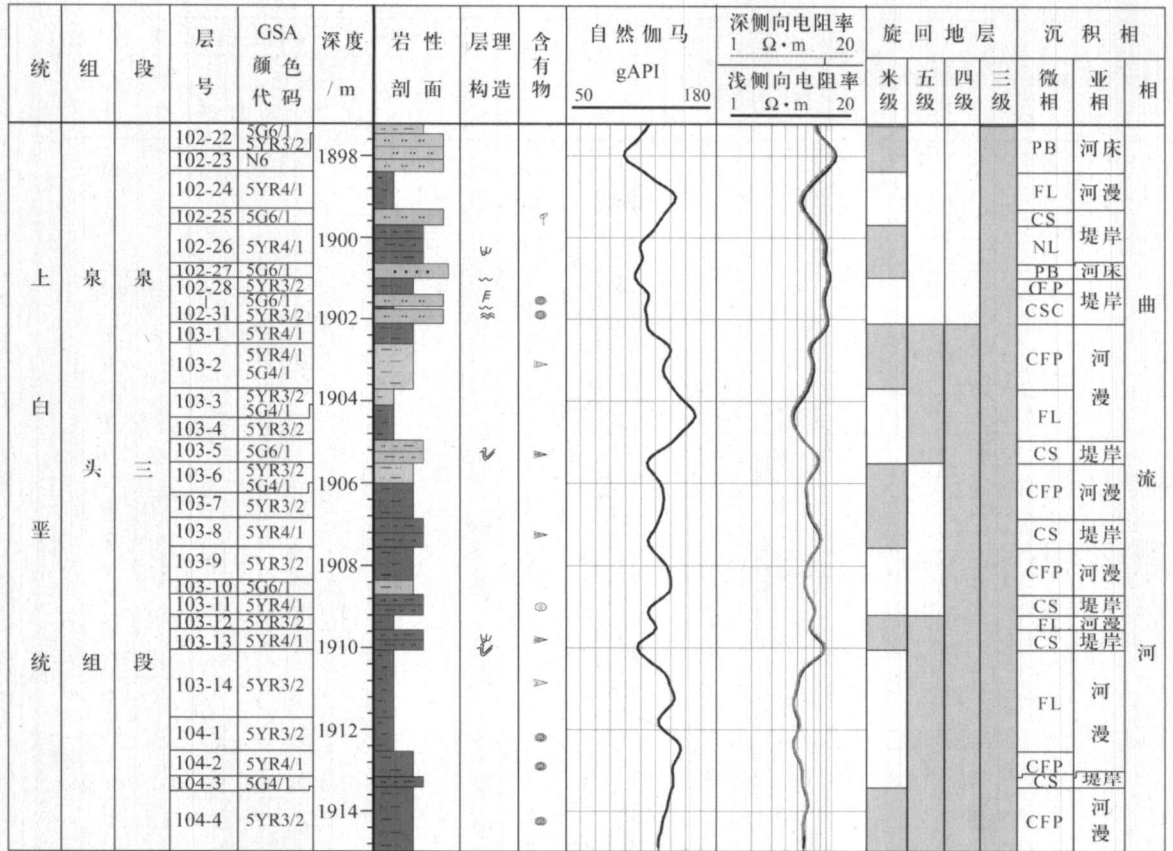 统 组 段 层号 GSA颜色代码 深度/m 岩性剖面 层理构造 含有物 自然伽马 gAPI 50 180 深侧向电阻率 1 Ω·m 20 浅侧向电阻率 1 Ω·m 20 旋回地层 米级 五级 四级 三级 沉积相 微相 亚相 相
上白垩统
泉头组
泉三段
102-22 5G6/1 5YR3/2
102-23 N6
102-24 5YR4/1
102-25 5G6/1
102-26 5YR4/1
102-27 5G6/1
102-28 5YR3/2
| 5G6/1
102-31 5YR3/2
103-1 5YR4/1
103-2 5YR4/1 5G4/1
103-3 5YR3/2 5G4/1
103-4 5YR3/2
103-5 5G6/1
103-6 5YR3/2 5G4/1
103-7 5YR3/2
103-8 5YR4/1
103-9 5YR3/2
103-10 5G6/1
103-11 5YR4/1
103-12 5YR3/2
103-13 5YR4/1
103-14 5YR3/2
104-1 5YR3/2
104-2 5YR4/1
104-3 5G4/1
104-4 5YR3/2
1898
1900
1902
1904
1906
1908
1910
1912
1914
PB 河床
FL 河漫
CS 堤岸
NL
PB 河床
CFP 堤岸
CSC
CFP 河漫
FL
CS 堤岸
CFP 河漫
CS 堤岸
CFP 河漫
CS 堤岸
FL 河漫
CS 堤岸
FL 河漫
CFP
CS 堤岸
CFP 河漫
曲流河